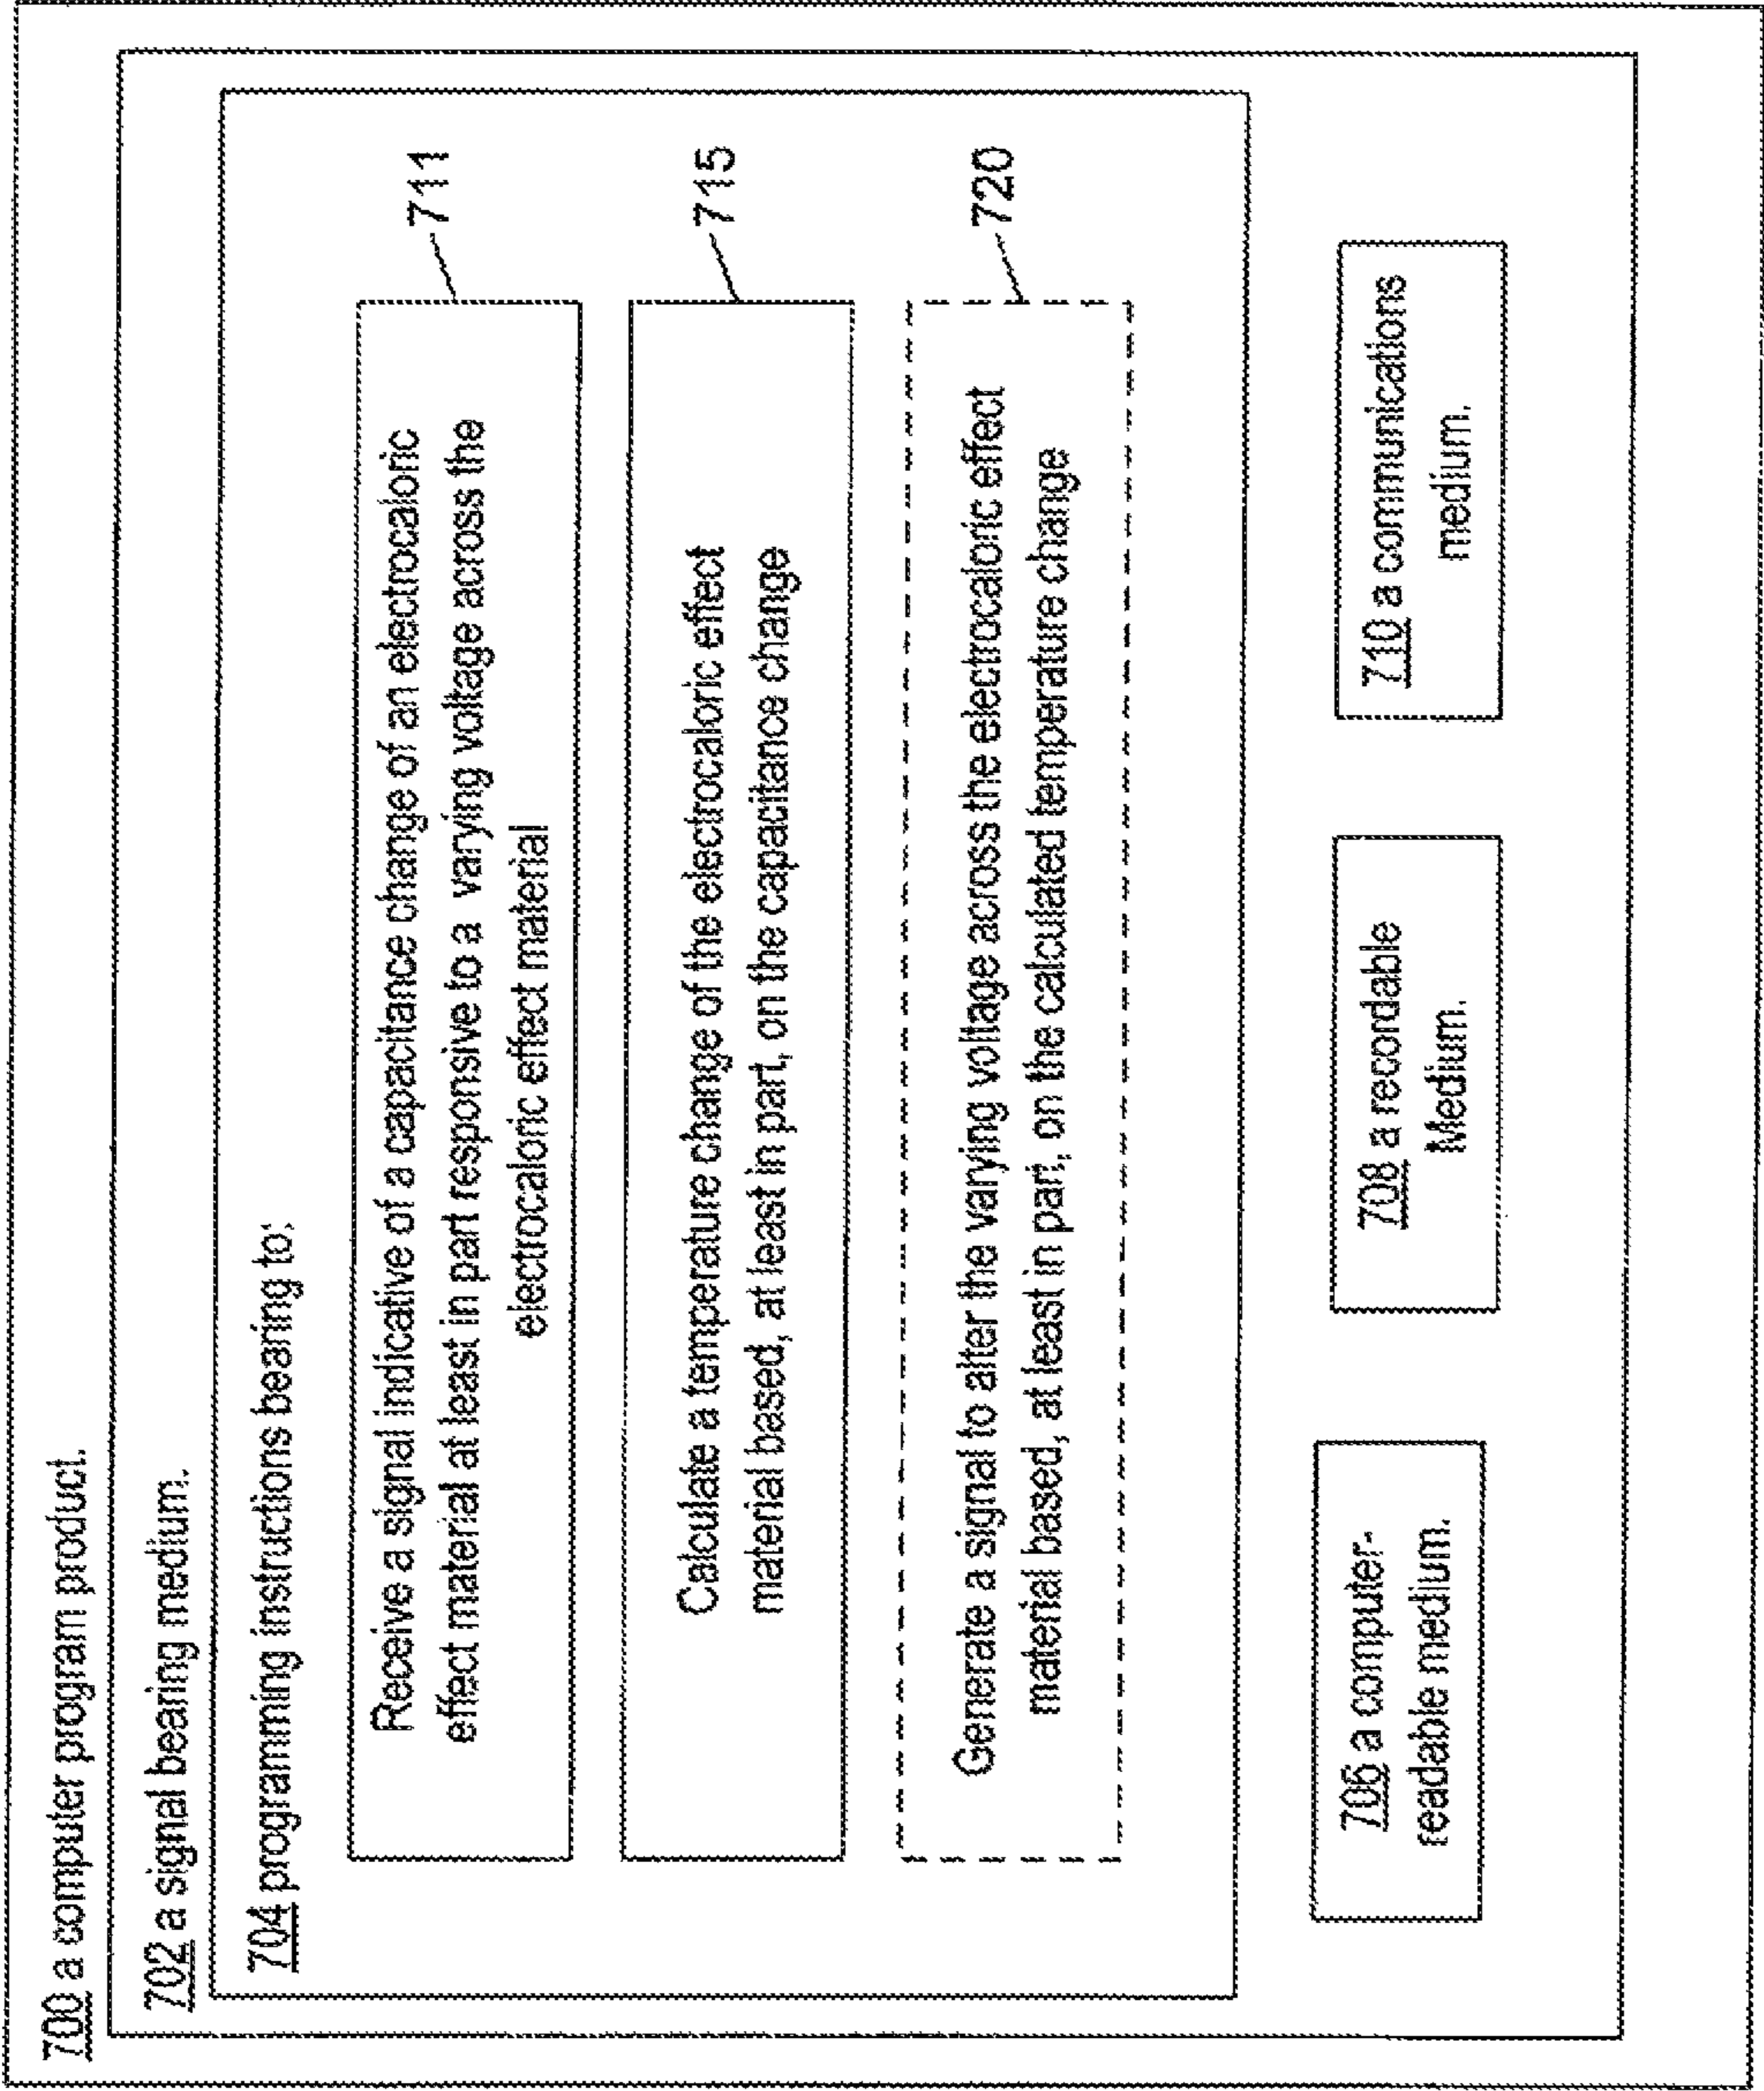 700 a computer program product.
702 a signal bearing medium.
704 programming instructions bearing to:
Receive a signal indicative of a capacitance change of an electrocaloric
effect material at least in part responsive to a varying voltage across the
electrocaloric effect material
711
Calculate a temperature change of the electrocaloric effect
material based, at least in part, on the capacitance change
715
Generate a signal to alter the varying voltage across the electrocaloric effect
material based, at least in part, on the calculated temperature change
720
706 a computer-
readable medium.
708 a recordable
Medium.
710 a communications
medium.